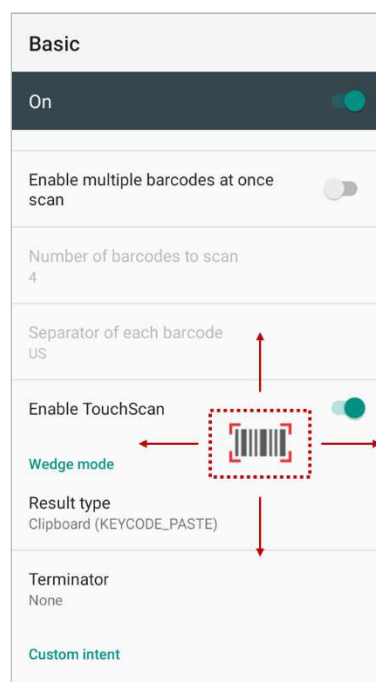 Basic
On
Enable multiple barcodes at once
scan
Number of barcodes to scan
4
Separator of each barcode
US
Enable TouchScan
Wedge mode
Result type
Clipboard (KEYCODE_PASTE)
Terminator
None
Custom intent